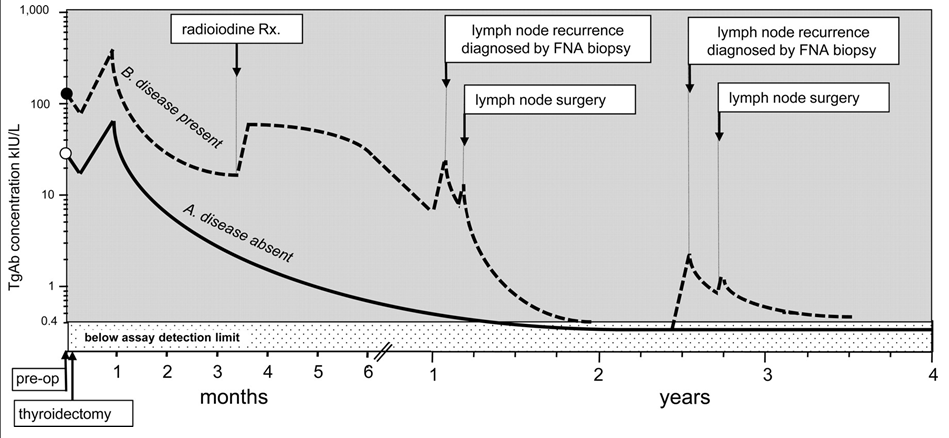 1,000
100
10
1
0.4
TgAb concentration kIU/L
radioiodine Rx.
lymph node recurrence
diagnosed by FNA biopsy
lymph node surgery
lymph node recurrence
diagnosed by FNA biopsy
lymph node surgery
B. disease present
A. disease absent
below assay detection limit
pre-op
thyroidectomy
1 2 3 4 5 6 1 2 3 4
months years